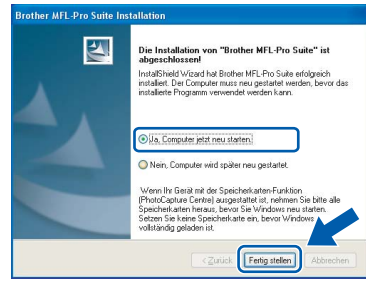 Brother MFL-Pro Suite Installation
Die Installation von "Brother MFL-Pro Suite" ist
abgeschlossen!
InstallShield Wizard hat Brother MFL-Pro Suite erfolgreich
installiert. Der Computer muss neu gestartet werden, bevor das
installierte Programm verwendet werden kann.
Ja, Computer jetzt neu starten.
Nein, Computer wird später neu gestartet.
Wenn Ihr Gerät mit der Speicherkarten-Funktion
(PhotoCapture Centre) ausgestattet ist, nehmen Sie bitte alle
Speicherkarten heraus, bevor Sie Windows neu starten.
Setzen Sie keine Speicherkarte ein, bevor Windows
vollständig geladen ist.
< Zurück
Fertig stellen
Abbrechen